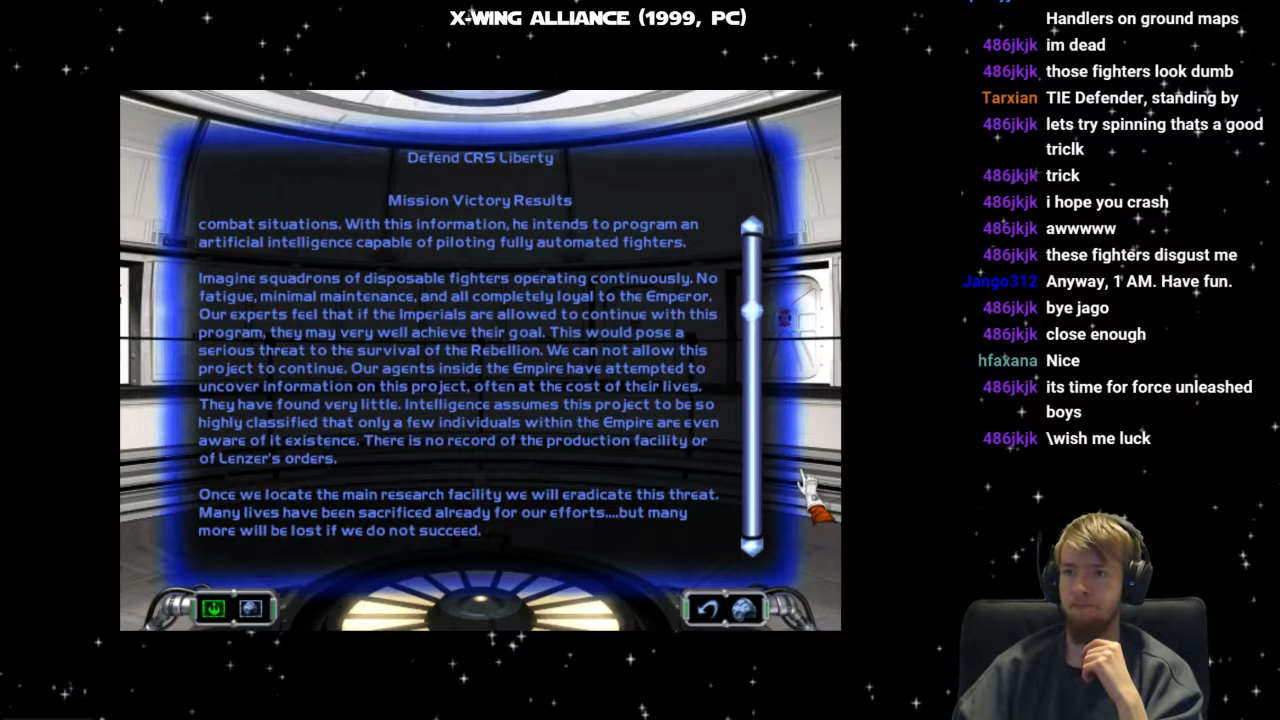 X-WING ALLIANCE (1999, PC)
Defend CRS Liberty
Mission Victory Results
combat situations. With this information, he intends to program an
artificial intelligence capable of piloting fully automated fighters.
Imagine squadrons of disposable fighters operating continuously. No
fatigue, minimal maintenance, and all completely loyal to the Emperor.
Our experts feel that if the Imperials are allowed to continue with this
program, they may very well achieve their goal. This would pose a
serious threat to the survival of the Rebellion. We can not allow this
project to continue. Our agents inside the Empire have attempted to
uncover information on this project, often at the cost of their lives.
They have found very little. Intelligence assumes this project to be so
highly classified that only a few individuals within the Empire are even
aware of it existence. There is no record of the production facility or
of Lenzer's orders.
Once we locate the main research facility we will eradicate this threat.
Many lives have been sacrificed already for our efforts....but many
more will be lost if we do not succeed.
Handlers on ground maps
486jkjk im dead
486jkjk those fighters look dumb
Tarxian TIE Defender, standing by
486jkjk lets try spinning thats a good
triclk
486jkjk trick
486jkjk i hope you crash
486jkjk awwwww
486jkjk these fighters disgust me
Jango312 Anyway, 1 AM. Have fun.
486jkjk bye jago
486jkjk close enough
hfaxana Nice
486jkjk its time for force unleashed
boys
486jkjk \wish me luck